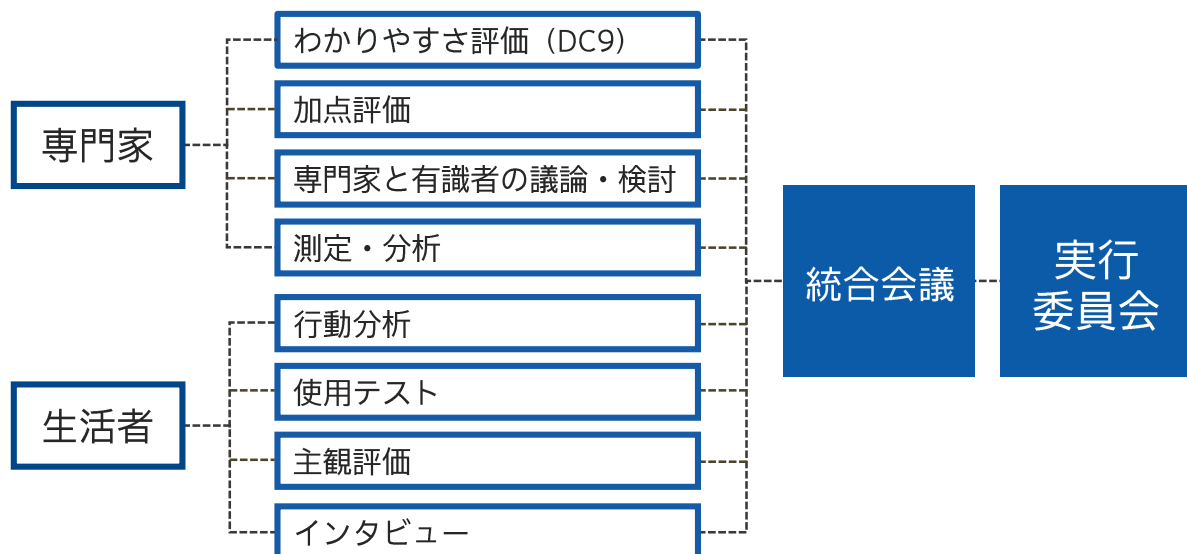 専門家
わかりやすさ評価（DC9）
加点評価
専門家と有識者の議論・検討
測定・分析
生活者
行動分析
使用テスト
主観評価
インタビュー
統合会議
実行
委員会